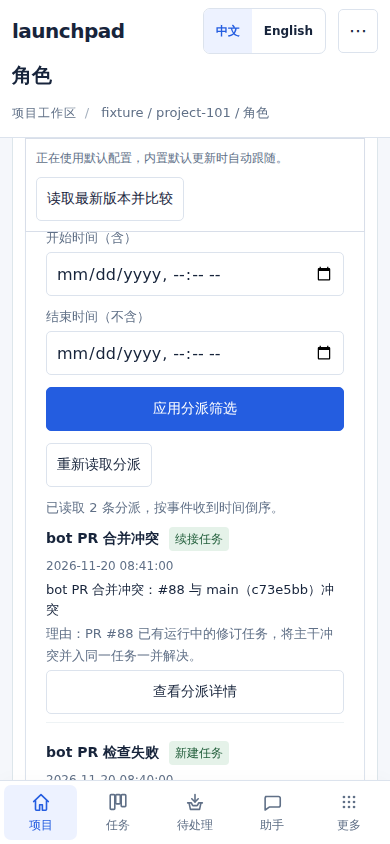 launchpad
中文
English
角色
项目工作区 / fixture / project-101 / 角色
正在使用默认配置，内置默认更新时自动跟随。
读取最新版本并比较
开始时间（含）
mm/dd/yyyy, --:-- --
结束时间（不含）
mm/dd/yyyy, --:-- --
应用分派筛选
重新读取分派
已读取 2 条分派，按事件收到时间倒序。
bot PR 合并冲突 续接任务
2026-11-20 08:41:00
bot PR 合并冲突：#88 与 main（c73e5bb）冲
突
理由：PR #88 已有运行中的修订任务，将主干冲
突并入同一任务一并解决。
查看分派详情
bot PR 检查失败 新建任务
2026-11-20 08:40:00
项目
任务
待处理
助手
更多